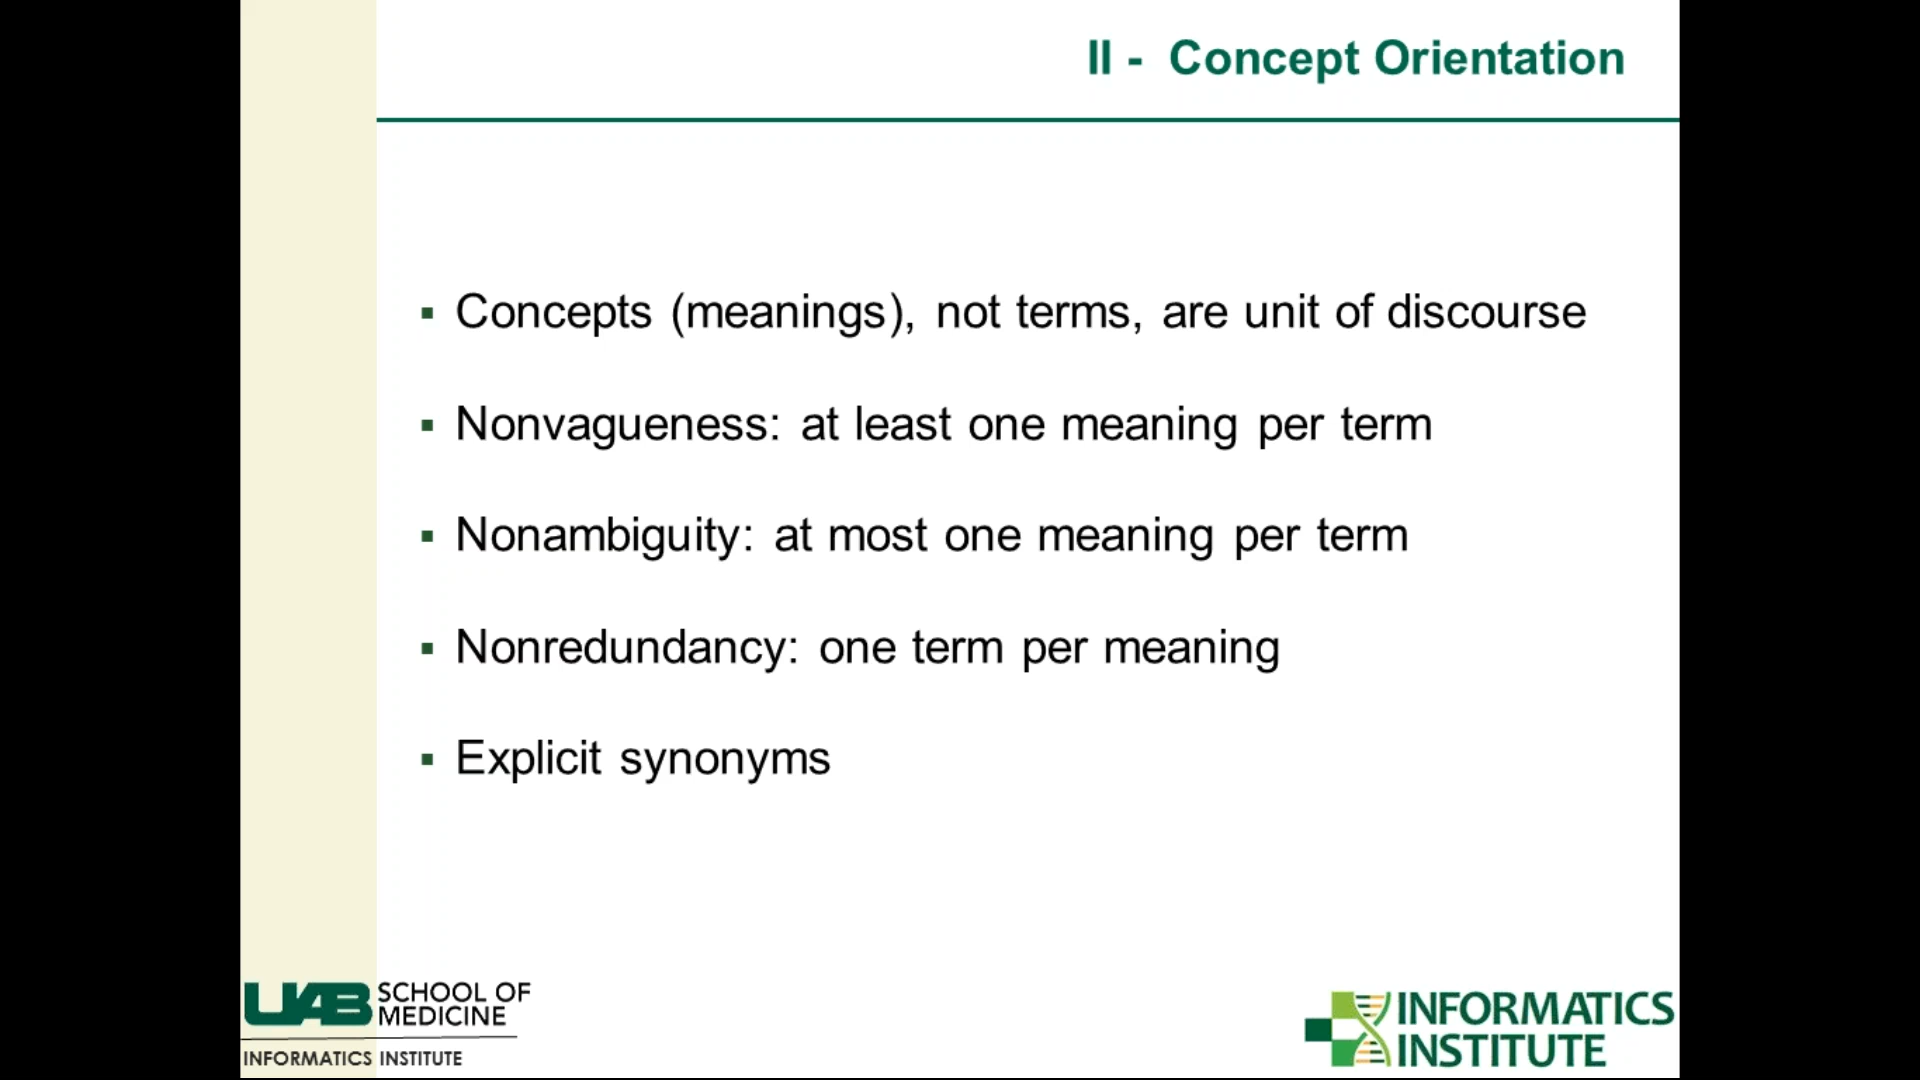 II - Concept Orientation
▪ Concepts (meanings), not terms, are unit of discourse
▪ Nonvagueness: at least one meaning per term
▪ Nonambiguity: at most one meaning per term
▪ Nonredundancy: one term per meaning
▪ Explicit synonyms
UAB SCHOOL OF
MEDICINE
INFORMATICS INSTITUTE
INFORMATICS
INSTITUTE